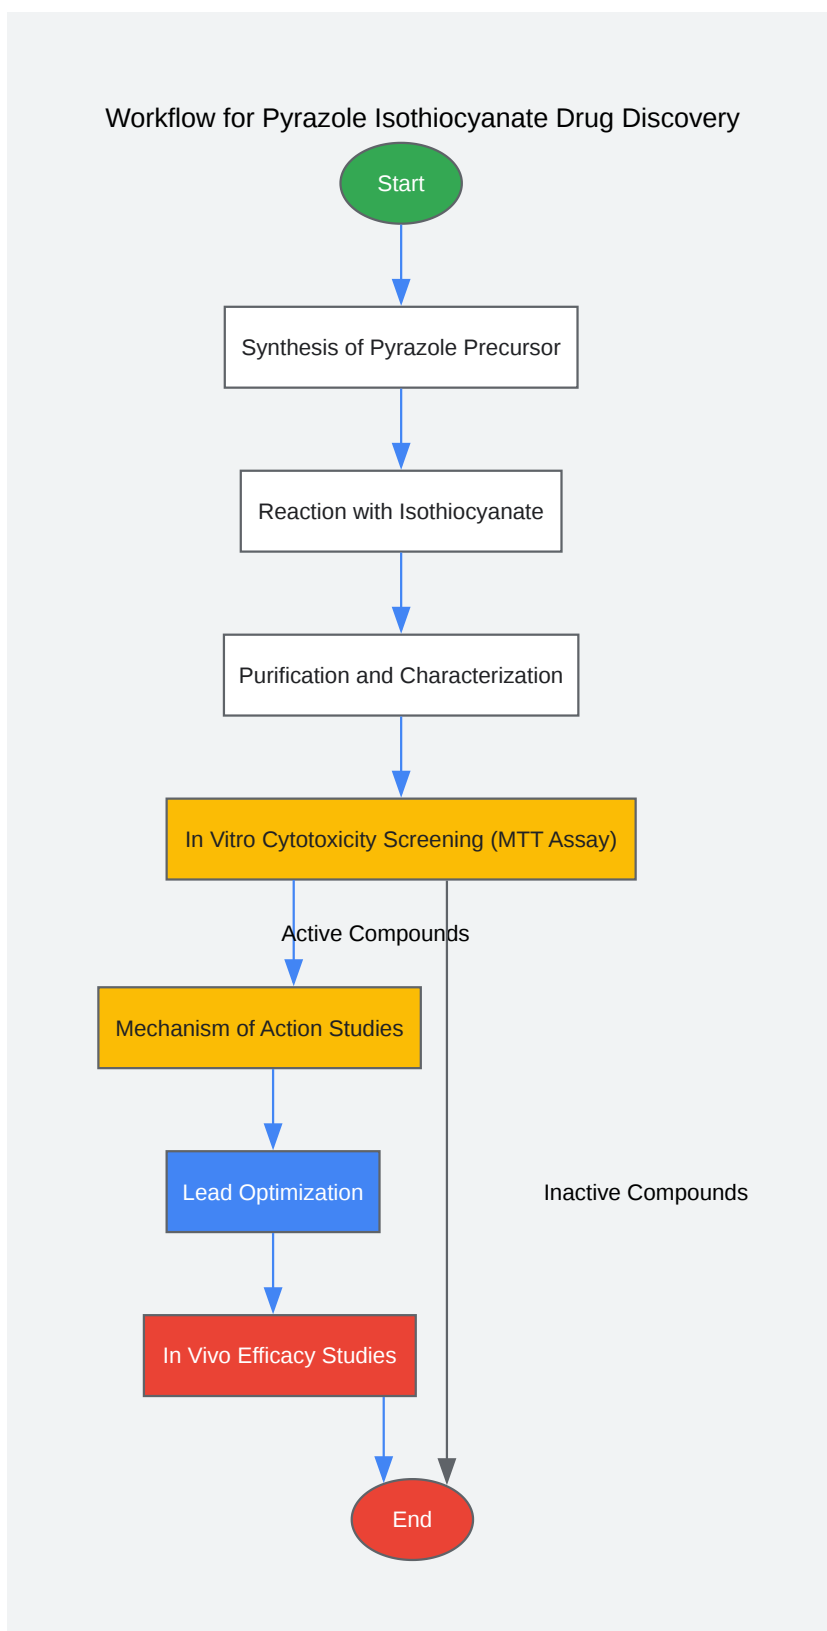 Workflow for Pyrazole Isothiocyanate Drug Discovery
Start
Synthesis of Pyrazole Precursor
Reaction with Isothiocyanate
Purification and Characterization
In Vitro Cytotoxicity Screening (MTT Assay)
Active Compounds
Mechanism of Action Studies
Lead Optimization
Inactive Compounds
In Vivo Efficacy Studies
End